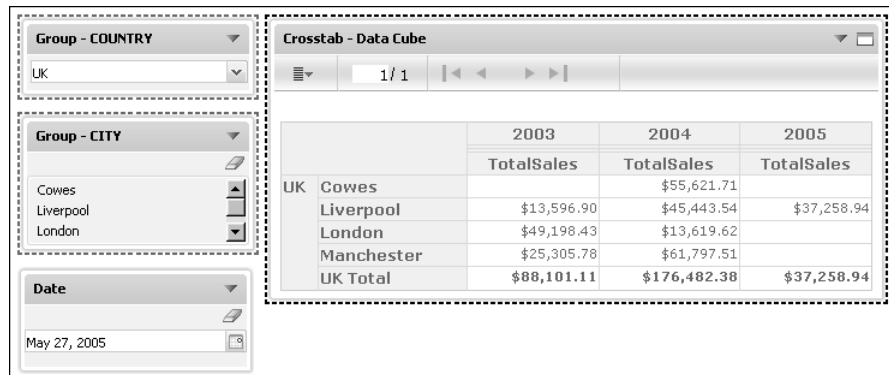 Group - COUNTRY
UK
Group - CITY
Cowes
Liverpool
London
Date
May 27, 2005
Crosstab - Data Cube
1/ 1
2003 2004 2005
TotalSales TotalSales TotalSales
UK Cowes $55,621.71
Liverpool $13,596.90 $45,443.54 $37,258.94
London $49,198.43 $13,619.62
Manchester $25,305.78 $61,797.51
UK Total $88,101.11 $176,482.38 $37,258.94